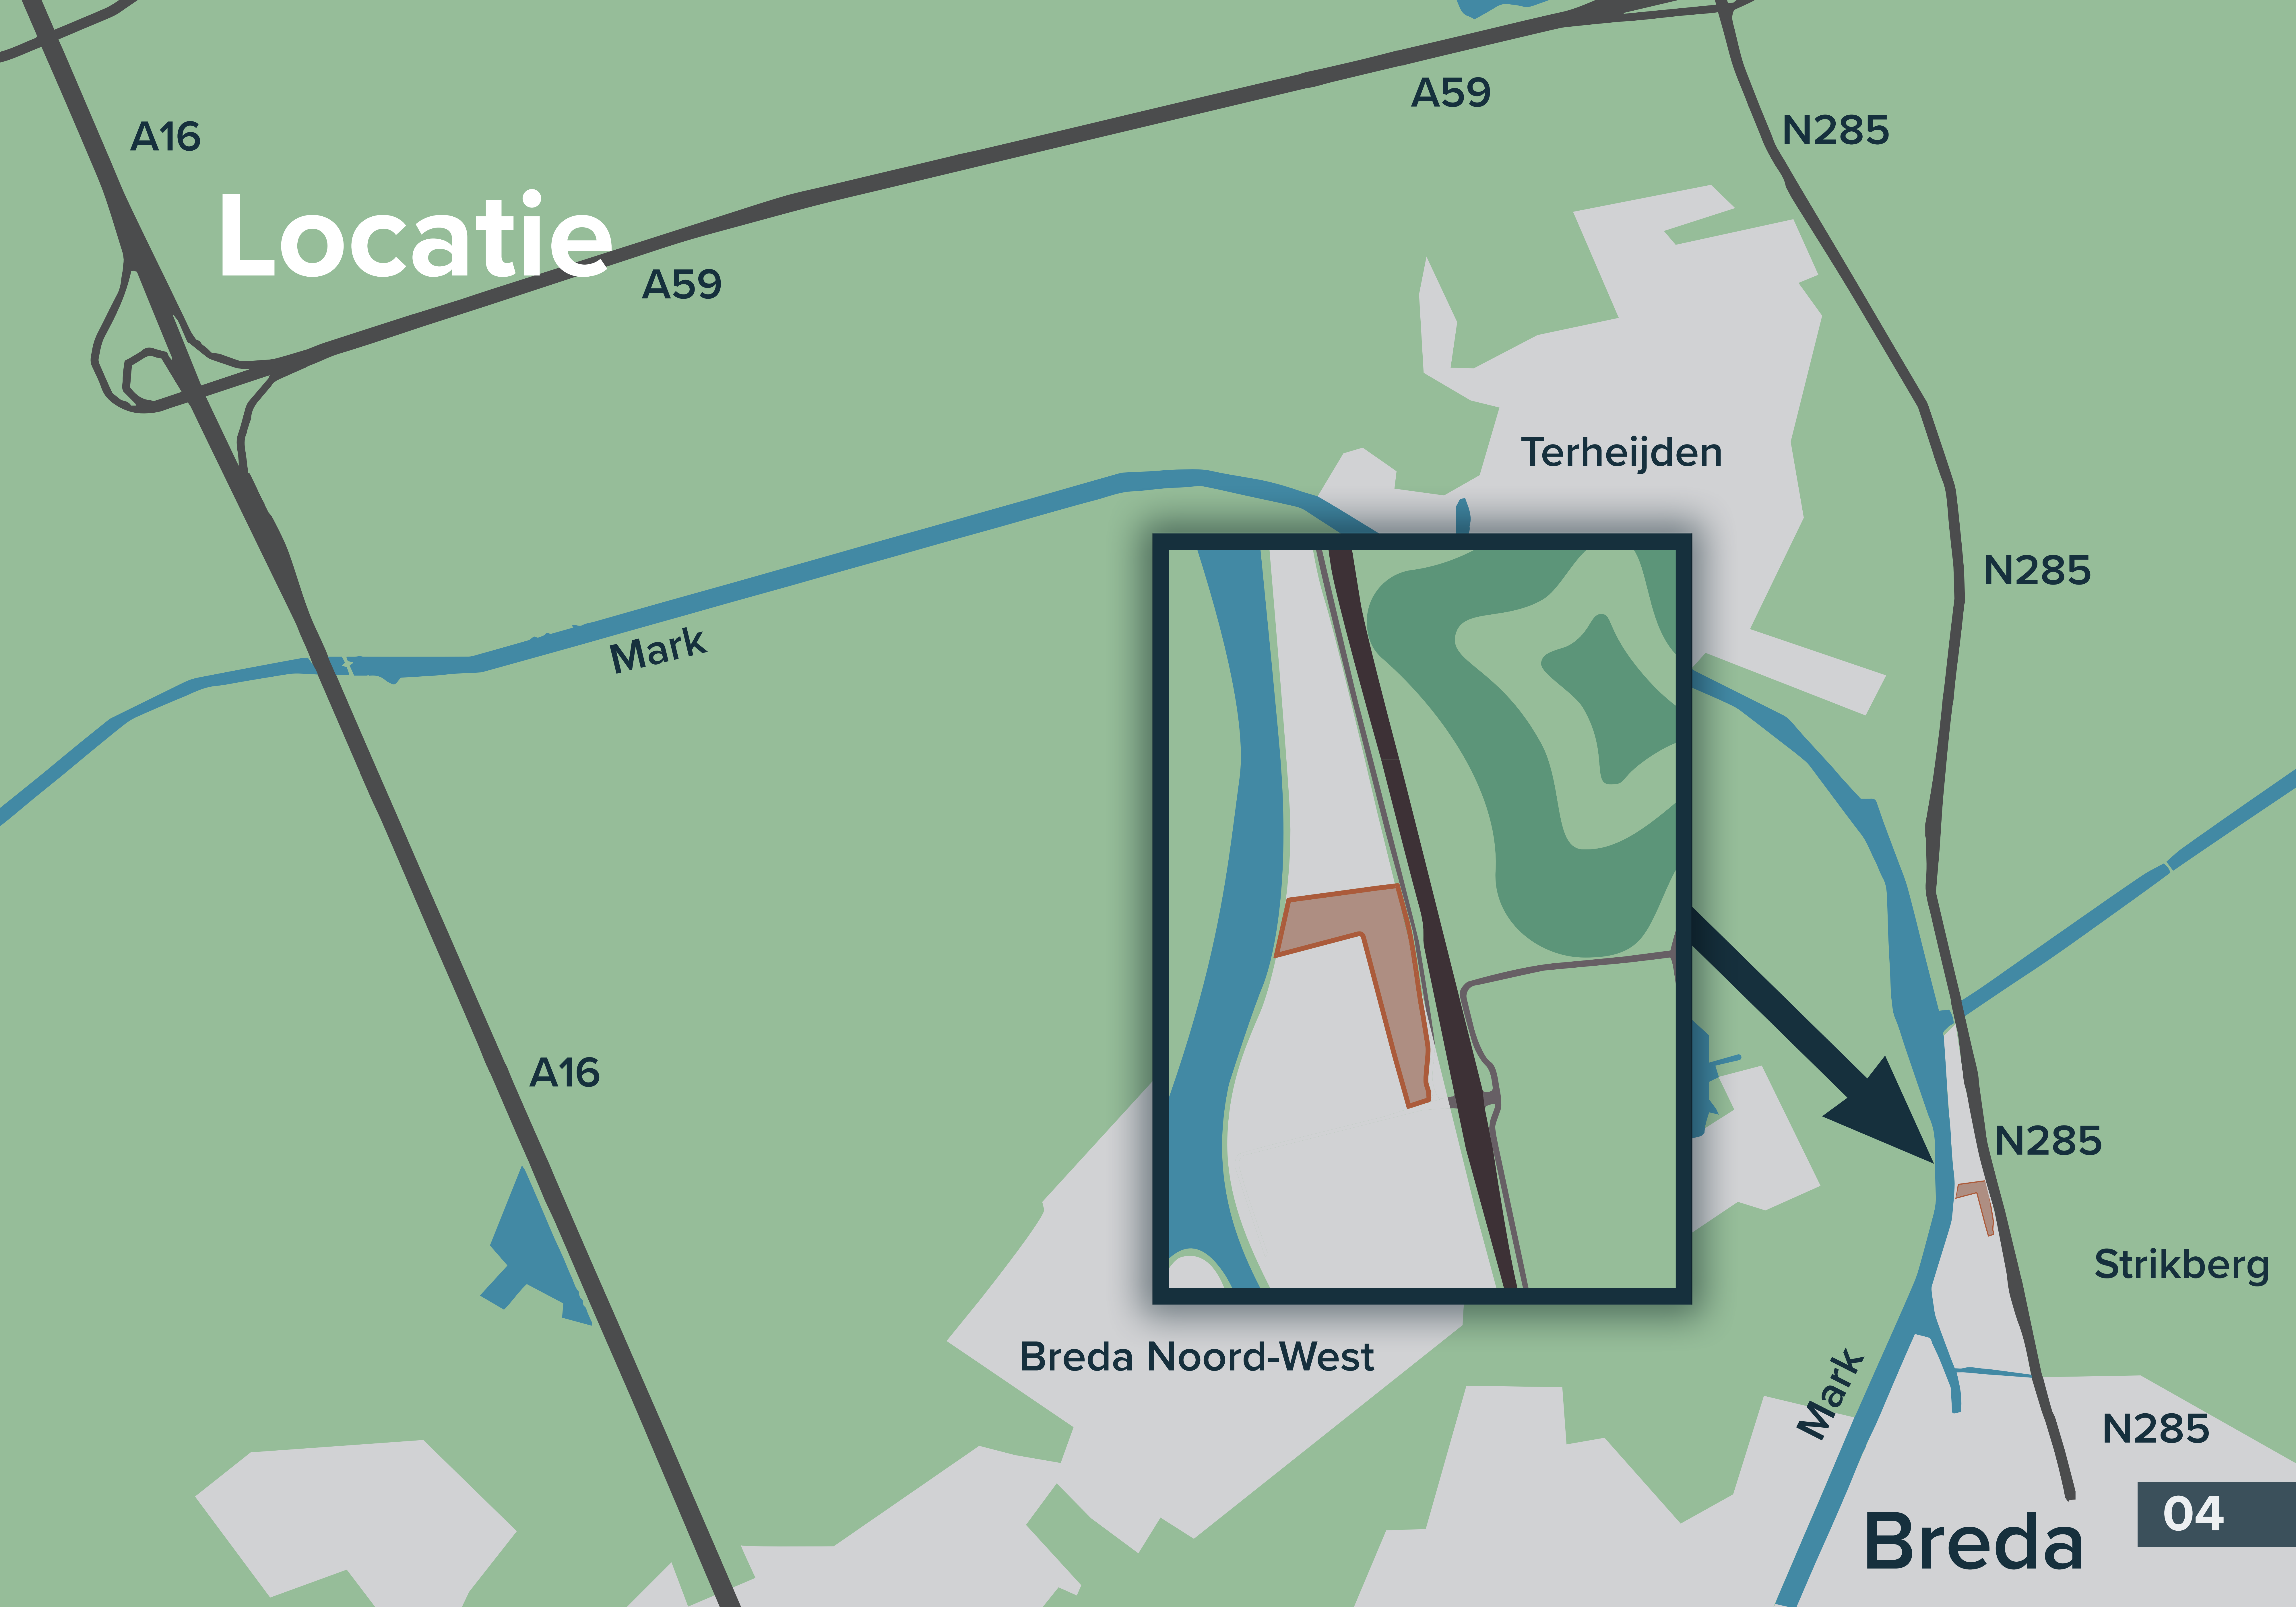 A59
N285
A16
Locatie
A59
Terheijden
N285
Mark
A16
N285
Strikberg
Breda Noord-West
Mark
N285
04
Breda